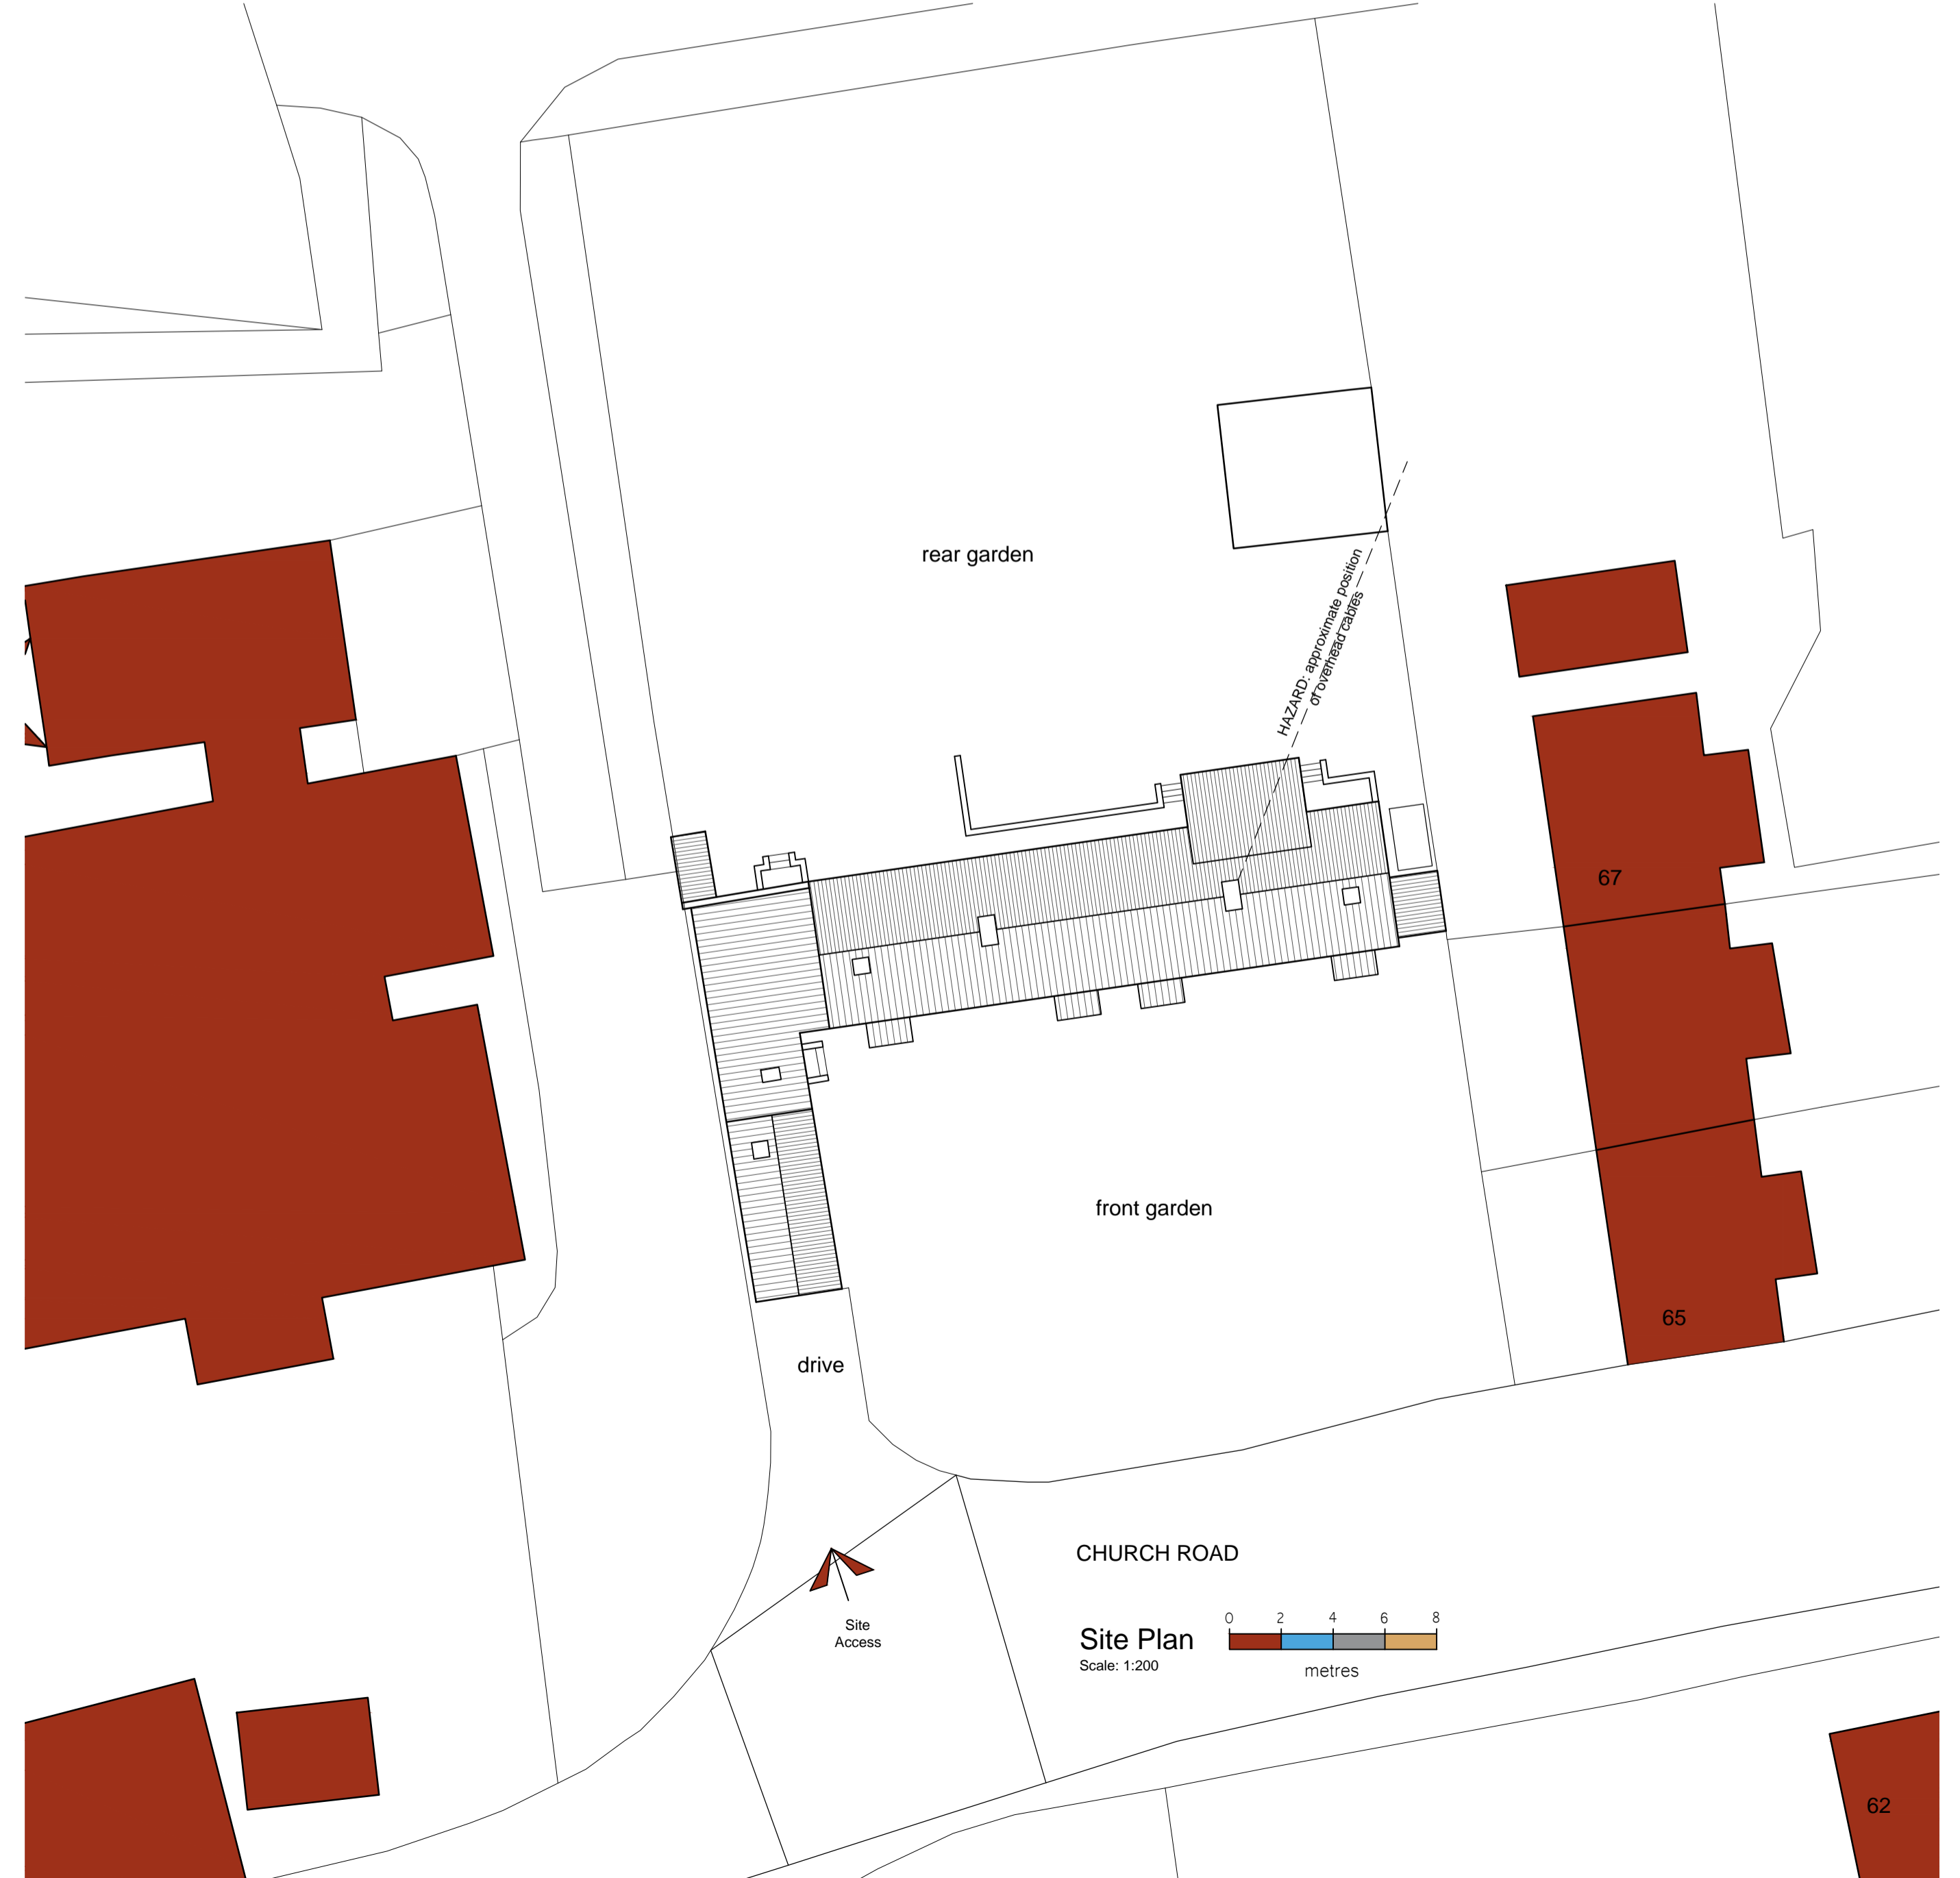 rear garden
HAZARD: approximate position
of overhead cables
67
front garden
65
drive
CHURCH ROAD
Site
Access
Site Plan
Scale: 1:200
0 2 4 6 8
metres
62